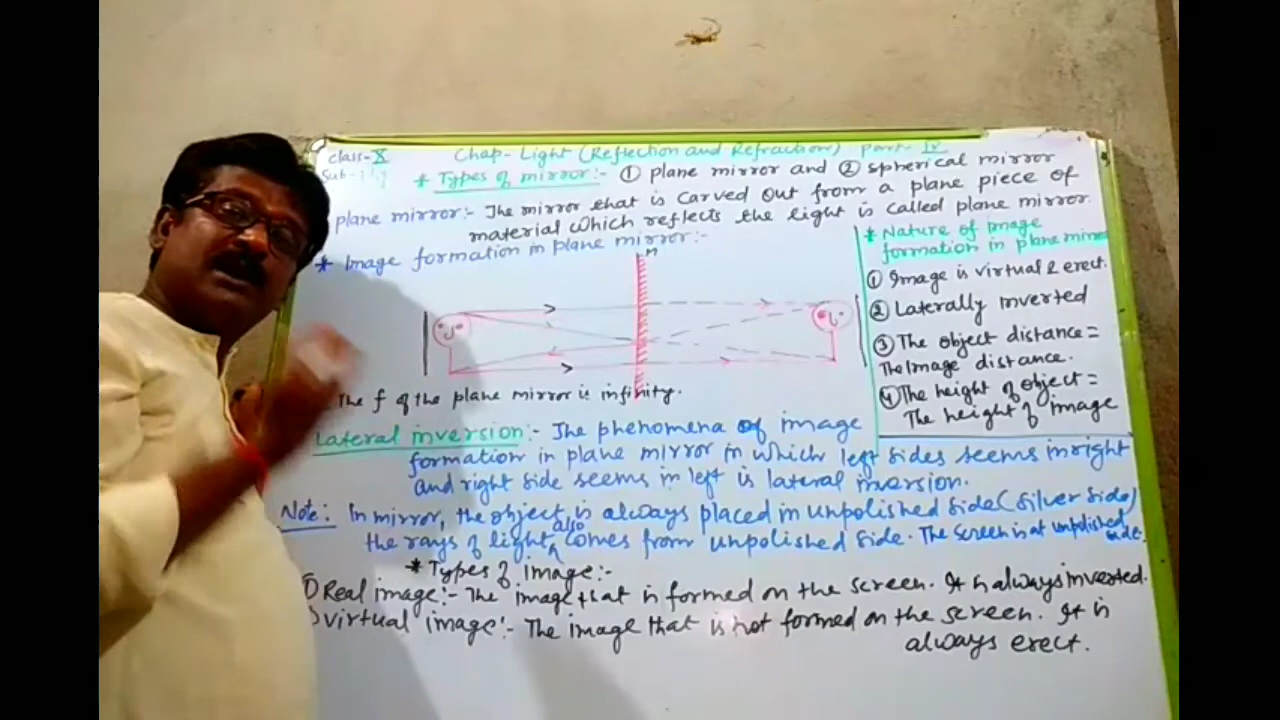 class-X
Chap- Light (Reflection and Refraction) Part- IV
Sub-
* Types of mirror:- ① plane mirror and ② spherical mirror
plane mirror:- The mirror that is carved out from a plane piece of
material which reflects the light is called plane mirror.
* Image formation in plane mirror:-
M
The f of the plane mirror is infinity.
* Nature of image
formation in plane mirror
① Image is virtual & erect.
② Laterally inverted
③ The object distance =
The Image distance.
④ The height of object =
The height of image
Lateral inversion:- The phenomena of image
formation in plane mirror in which left sides seems in right
and right side seems in left is lateral inversion.
Note:- In mirror, the object is always placed in unpolished side (silver side)
the rays of light also comes from unpolished side. The screen is at unpolished
side.
* Types of image:-
Real image:- The image that is formed on the screen. It is always inverted.
virtual image:- The image that is not formed on the screen. It is
always erect.